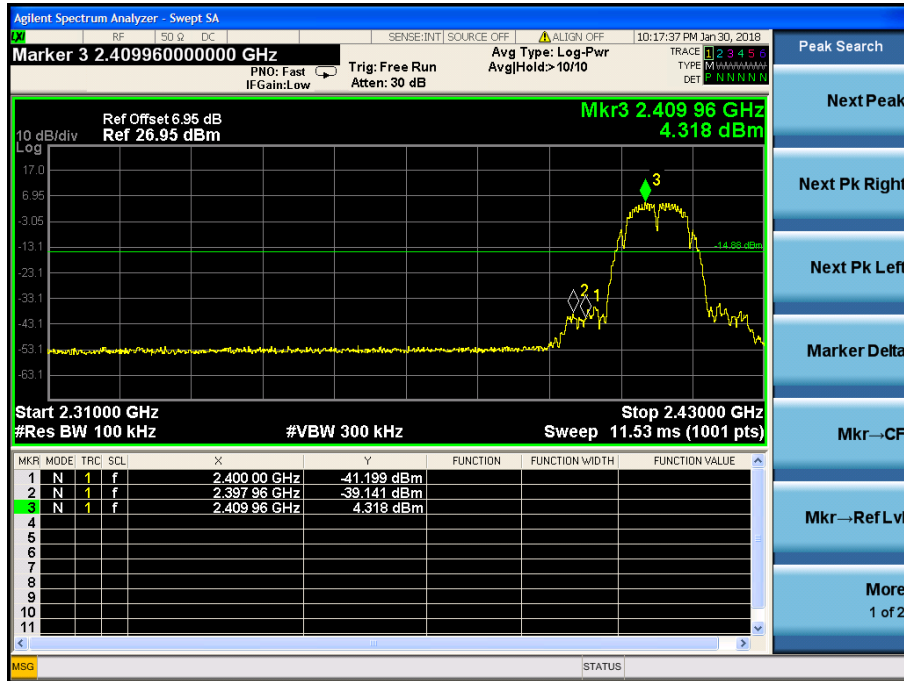 Agilent Spectrum Analyzer - Swept SA
LXI RF 50 Ω DC SENSE:INT SOURCE OFF ALIGN OFF 10:17:37 PM Jan 30, 2018
Marker 3 2.409960000000 GHz
PNO: Fast
IFGain:Low
Trig: Free Run
Atten: 30 dB
Avg Type: Log-Pwr
Avg|Hold:>10/10
TRACE 1 2 3 4 5 6
TYPE M WWWWW
DET P N N N N N
Mkr3 2.409 96 GHz
4.318 dBm
Ref Offset 6.95 dB
10 dB/div Ref 26.95 dBm
Log
17.0
6.95
-3.05
-13.1
-23.1
-33.1
-43.1
-53.1
-63.1
3
-14.88 dBm
2 1
Start 2.31000 GHz Stop 2.43000 GHz
#Res BW 100 kHz #VBW 300 kHz Sweep 11.53 ms (1001 pts)
MKR MODE TRC SCL X Y FUNCTION FUNCTION WIDTH FUNCTION VALUE
1 N 1 f 2.400 00 GHz -41.199 dBm
2 N 1 f 2.397 96 GHz -39.141 dBm
3 N 1 f 2.409 96 GHz 4.318 dBm
4
5
6
7
8
9
10
11
MSG STATUS
Peak Search
Next Peak
Next Pk Right
Next Pk Left
Marker Delta
Mkr→CF
Mkr→Ref Lvl
More
1 of 2